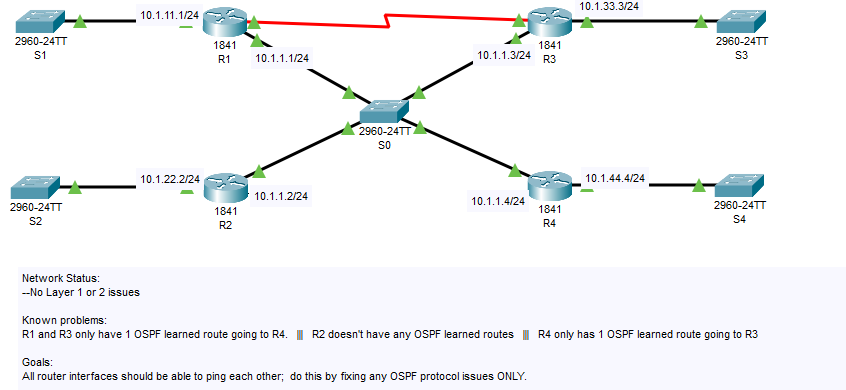 10.1.11.1/24
10.1.33.3/24
2960-24TT
S1
1841
R1
10.1.1.1/24
10.1.1.3/24
1841
R3
2960-24TT
S3
2960-24TT
S0
10.1.22.2/24
10.1.44.4/24
2960-24TT
S2
1841
R2
10.1.1.2/24
10.1.1.4/24
1841
R4
2960-24TT
S4
Network Status:
--No Layer 1 or 2 issues
Known problems:
R1 and R3 only have 1 OSPF learned route going to R4. R2 doesn't have any OSPF learned routes R4 only has 1 OSPF learned route going to R3
Goals:
All router interfaces should be able to ping each other; do this by fixing any OSPF protocol issues ONLY.